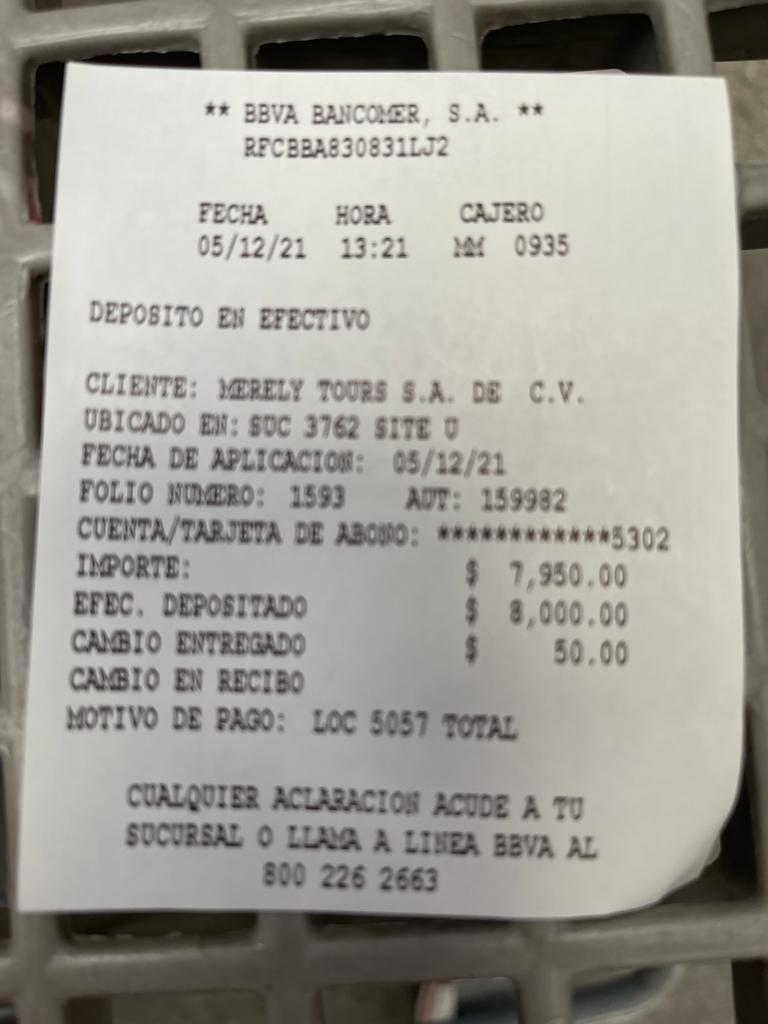 ** BBVA BANCOMER, S.A. **
RFCBBA830831LJ2
FECHA HORA CAJERO
05/12/21 13:21 MM 0935
DEPOSITO EN EFECTIVO
CLIENTE: MERELY TOURS S.A. DE C.V.
UBICADO EN: SUC 3762 SITE U
FECHA DE APLICACION: 05/12/21
FOLIO NUMERO: 1593 AUT: 159982
CUENTA/TARJETA DE ABONO: ************5302
IMPORTE: $ 7,950.00
EFEC. DEPOSITADO $ 8,000.00
CAMBIO ENTREGADO $ 50.00
CAMBIO EN RECIBO
MOTIVO DE PAGO: LOC 5057 TOTAL
CUALQUIER ACLARACION ACUDE A TU
SUCURSAL O LLAMA A LINEA BBVA AL
800 226 2663